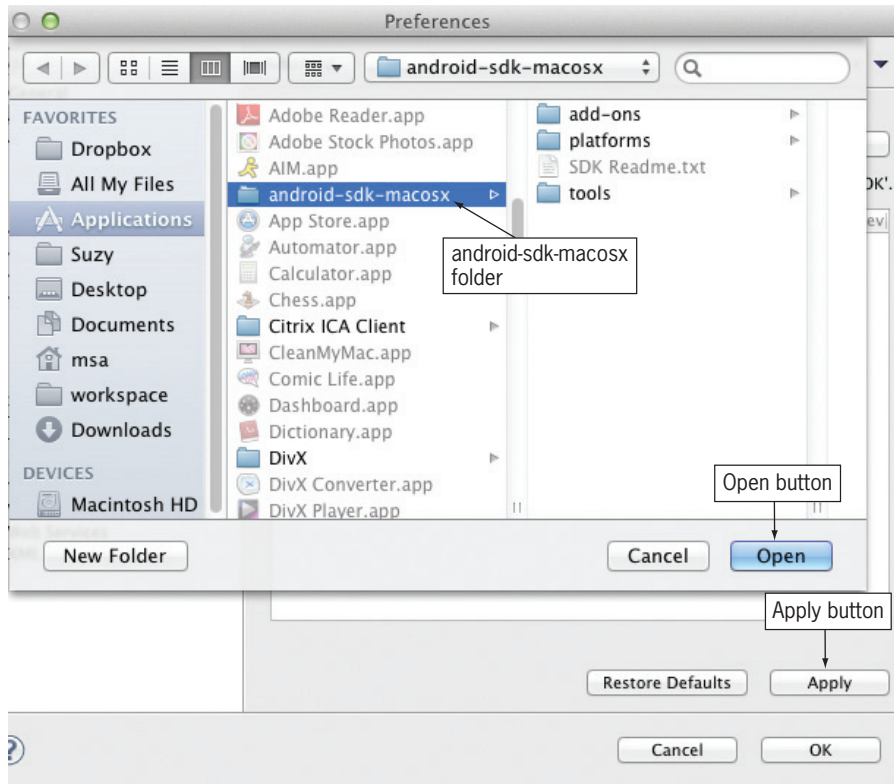 Preferences
android-sdk-macosx
FAVORITES
Dropbox
All My Files
Applications
Suzy
Desktop
Documents
msa
workspace
Downloads
DEVICES
Macintosh HD
Adobe Reader.app
Adobe Stock Photos.app
AIM.app
android-sdk-macosx
App Store.app
Automator.app
Calculator.app
Chess.app
Citrix ICA Client
CleanMyMac.app
Comic Life.app
Dashboard.app
Dictionary.app
DivX
DivX Converter.app
DivX Player.app
add-ons
platforms
SDK Readme.txt
tools
android-sdk-macosx
folder
Open button
New Folder
Cancel
Open
Apply button
Restore Defaults
Apply
?
Cancel
OK